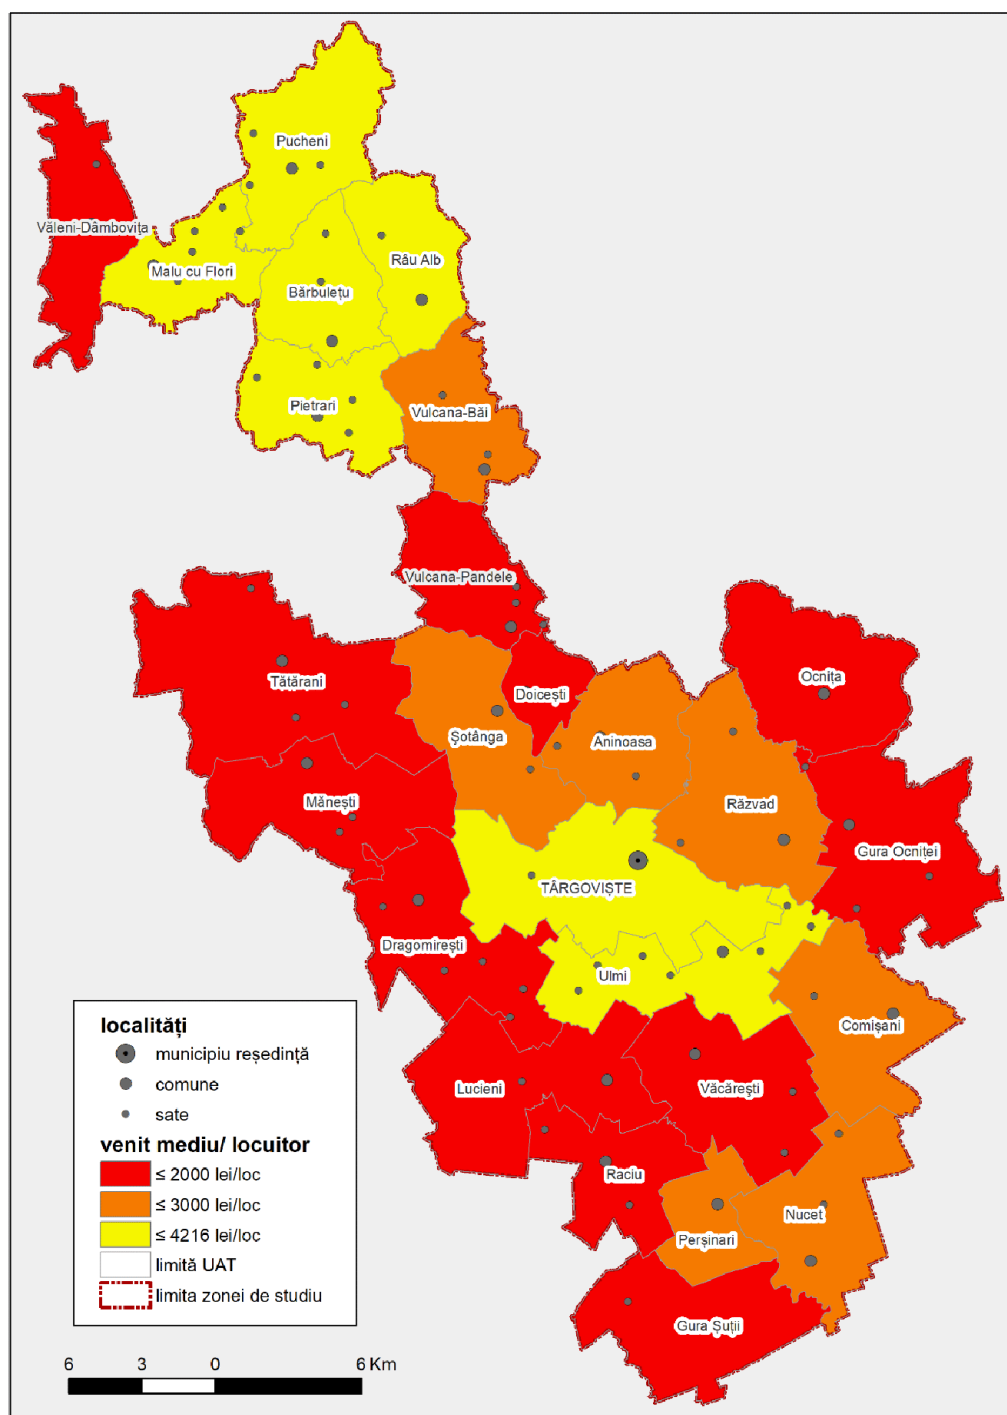 Pucheni
Văleni-Dâmbovița
Malu cu Flori
Râu Alb
Bărbulețu
Pietrari
Vulcana-Băi
Vulcana-Pandele
Tătărani
Doicești
Ocnița
Șotânga
Aninoasa
Mănești
Răzvad
Gura Ocniței
TÂRGOVIȘTE
Dragomirești
Ulmi
Comișani
Lucieni
Văcărești
Raciu
Perșinari
Nucet
Gura Șuții
localități
municipiu reședință
comune
sate
venit mediu/ locuitor
≤ 2000 lei/loc
≤ 3000 lei/loc
≤ 4216 lei/loc
limită UAT
limita zonei de studiu
6 3 0 6 Km